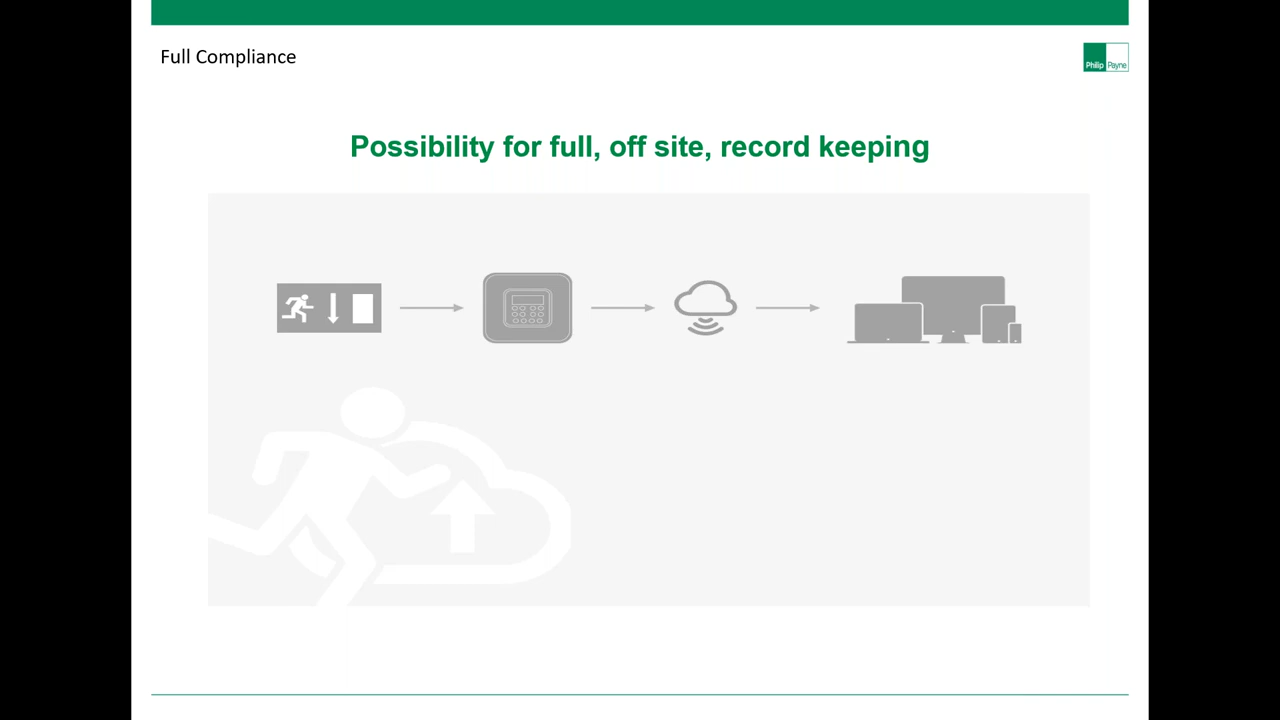 Full Compliance
Philip Payne
Possibility for full, off site, record keeping